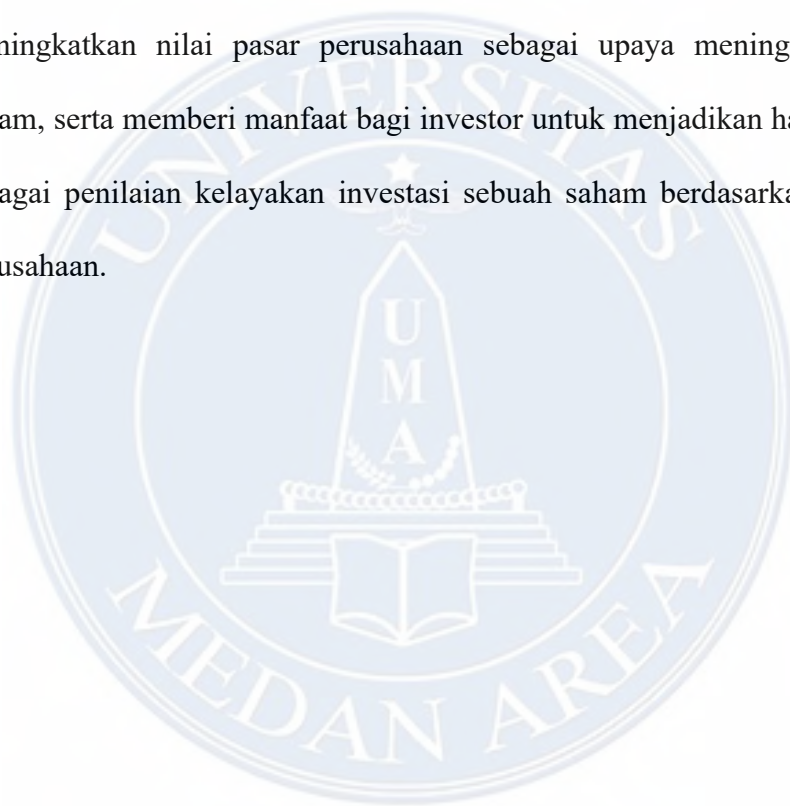 ningkatkan nilai pasar perusahaan sebagai upaya mening
am, serta memberi manfaat bagi investor untuk menjadikan ha
agai penilaian kelayakan investasi sebuah saham berdasarka
usahaan.
UNIVERSITAS
U
M
A
MEDAN AREA